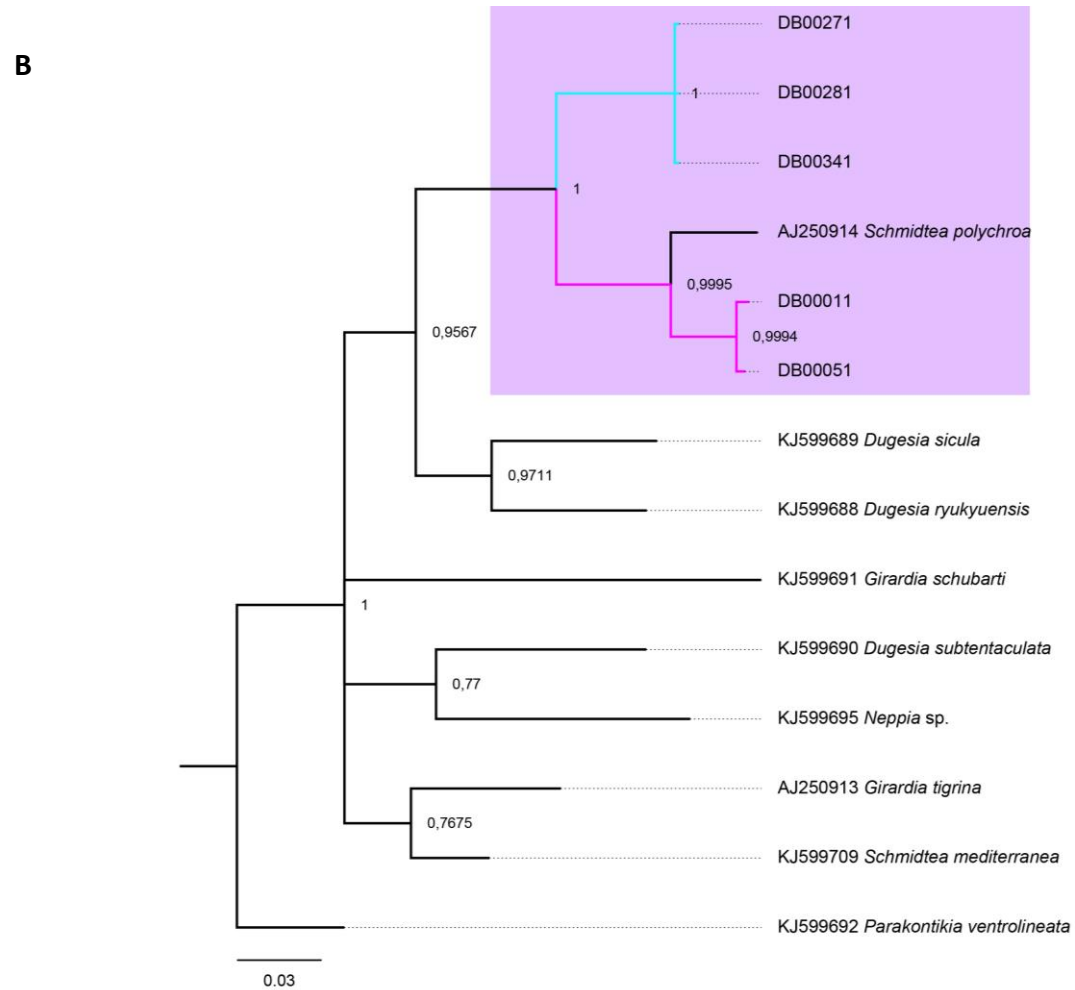 B
DB00271
DB00281
1
DB00341
1
AJ250914 Schmidtea polychroa
0,9995
DB00011
0,9994
DB00051
0,9567
KJ599689 Dugesia sicula
0,9711
KJ599688 Dugesia ryukyuensis
KJ599691 Girardia schubarti
1
KJ599690 Dugesia subtentaculata
0,77
KJ599695 Neppia sp.
AJ250913 Girardia tigrina
0,7675
KJ599709 Schmidtea mediterranea
KJ599692 Parakontikia ventrolineata
0.03